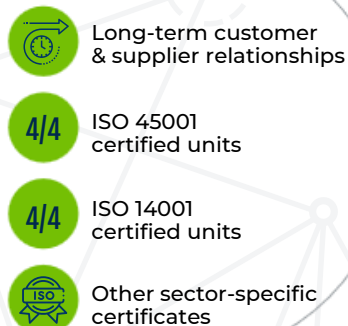 Long-term customer
& supplier relationships
4/4
ISO 45001
certified units
4/4
ISO 14001
certified units
ISO
Other sector-specific
certificates